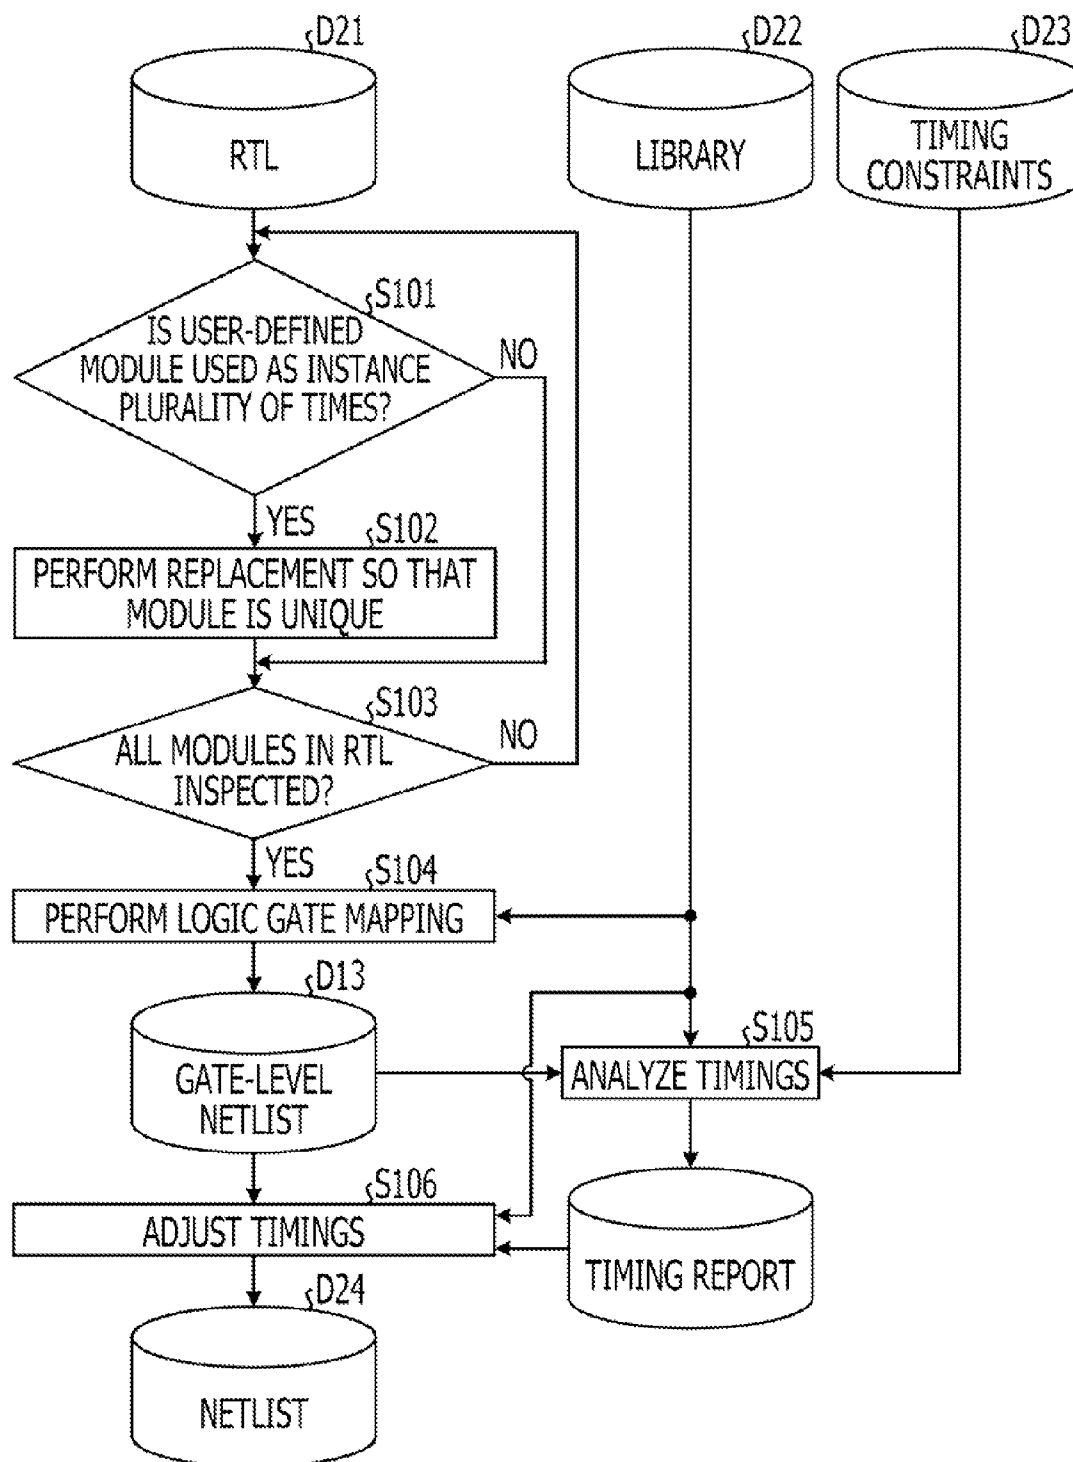 D21
D22
D23
RTL
LIBRARY
TIMING
CONSTRAINTS
S101
IS USER-DEFINED
MODULE USED AS INSTANCE
PLURALITY OF TIMES?
NO
YES
S102
PERFORM REPLACEMENT SO THAT
MODULE IS UNIQUE
S103
ALL MODULES IN RTL
INSPECTED?
NO
YES
S104
PERFORM LOGIC GATE MAPPING
D13
GATE-LEVEL
NETLIST
S105
ANALYZE TIMINGS
S106
ADJUST TIMINGS
TIMING REPORT
D24
NETLIST